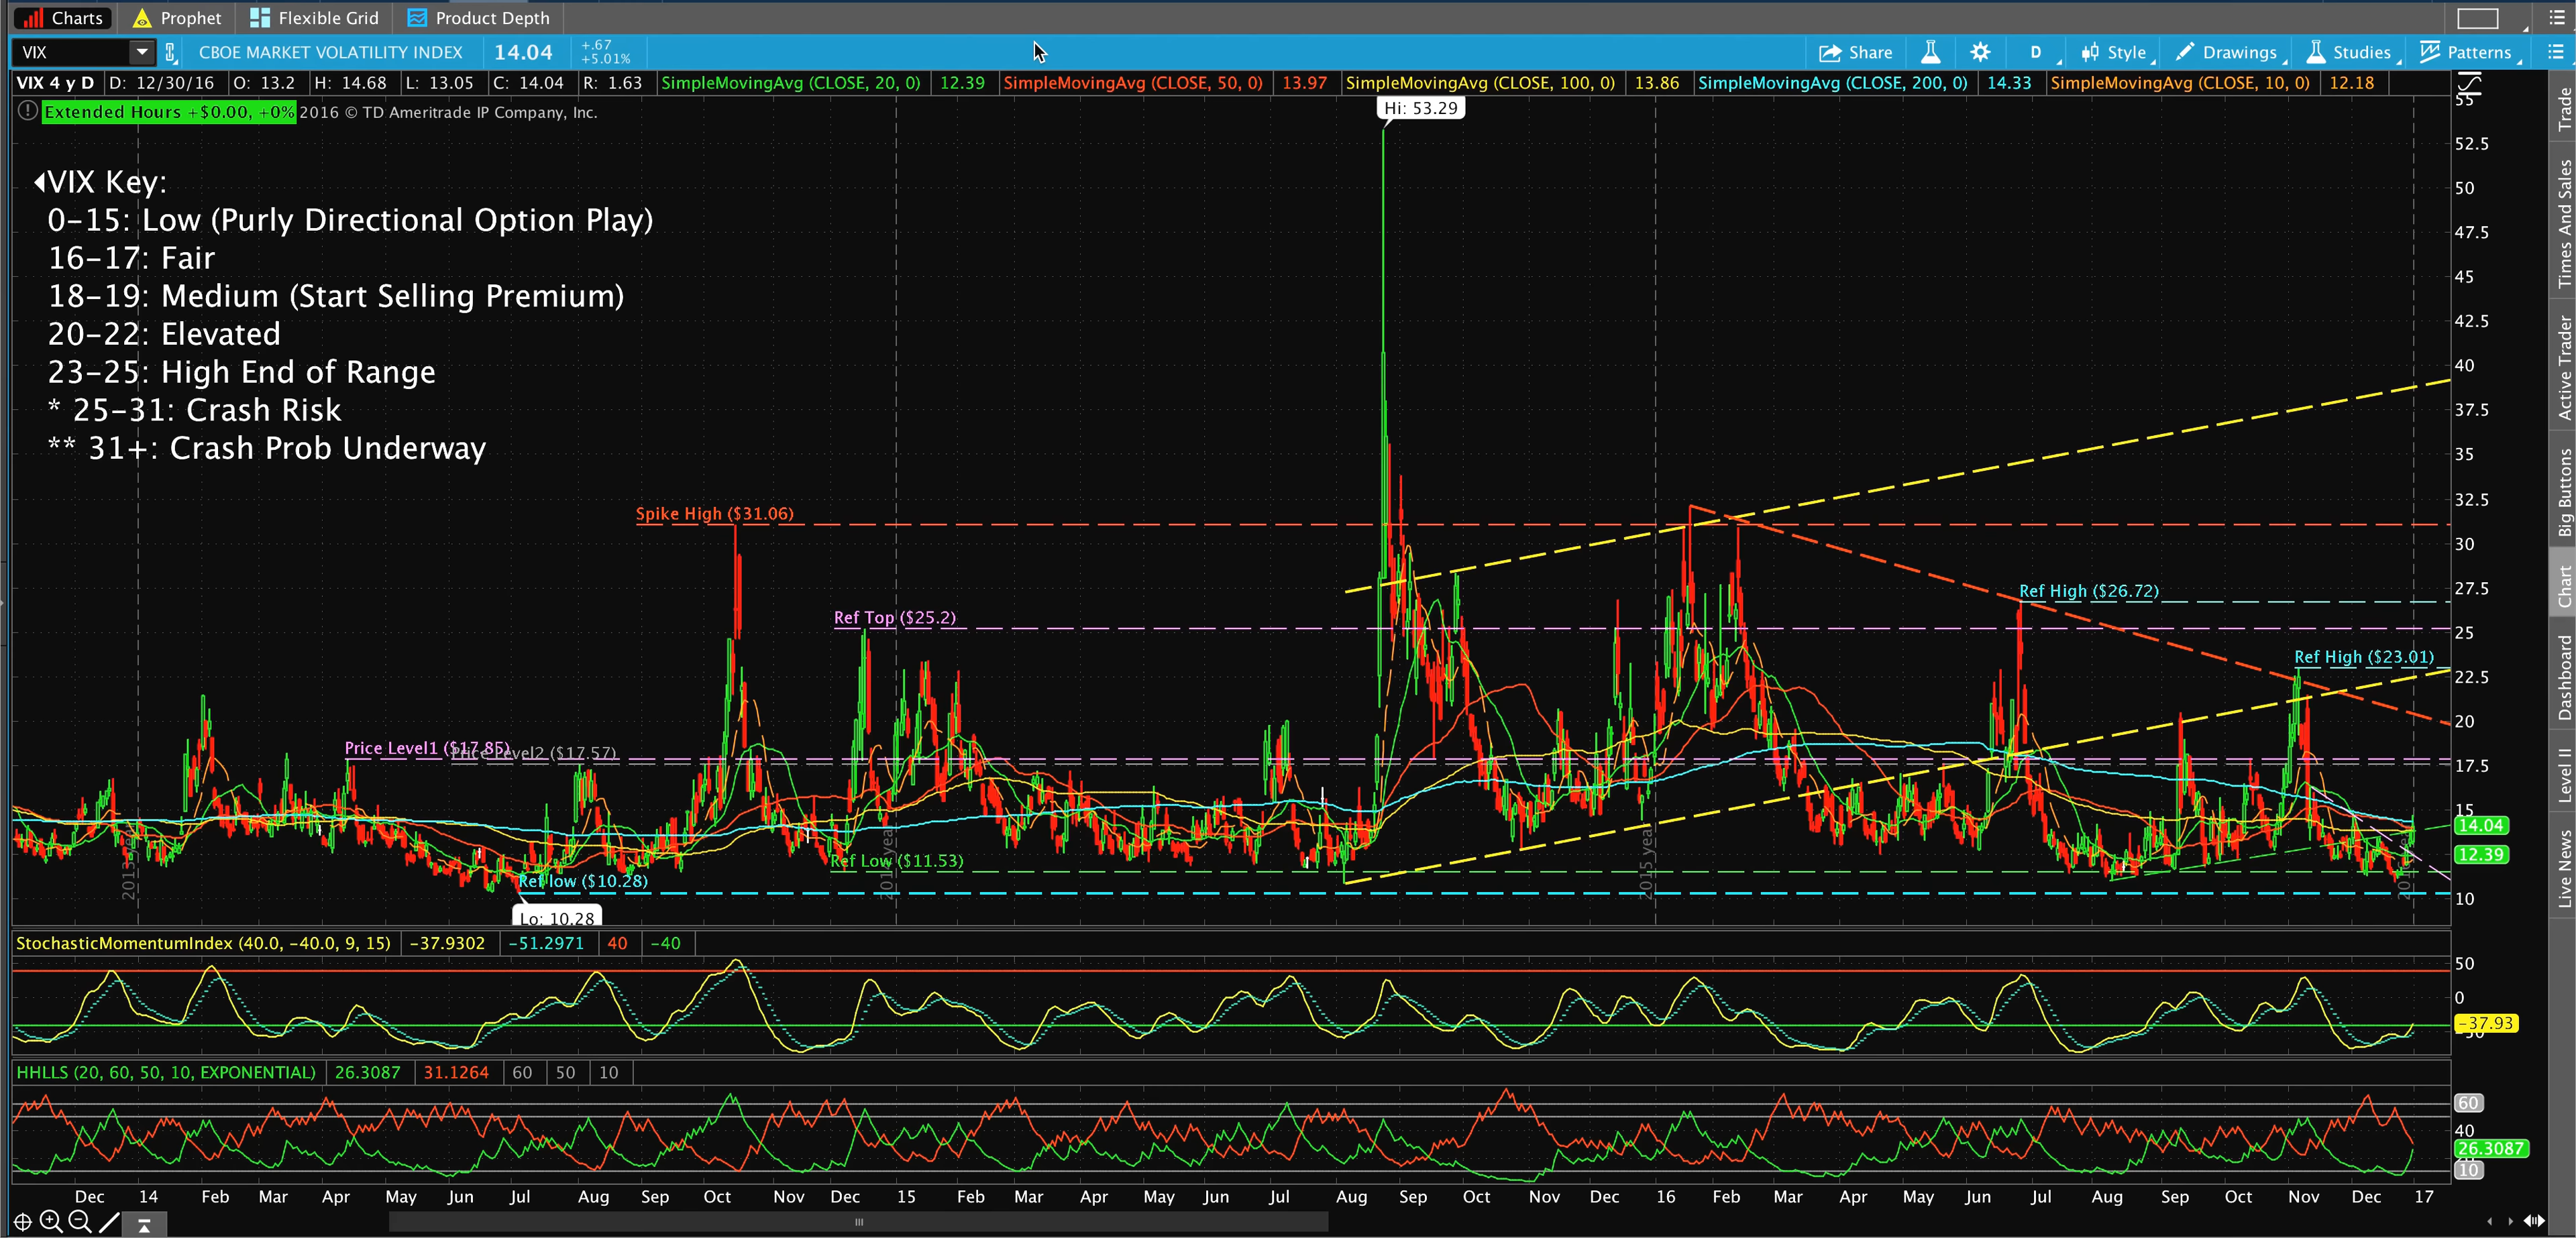 Charts Prophet Flexible Grid Product Depth
VIX CBOE MARKET VOLATILITY INDEX 14.04 +.67 +5.01% Share D Style Drawings Studies Patterns
VIX 4 y D D: 12/30/16 O: 13.2 H: 14.68 L: 13.05 C: 14.04 R: 1.63 SimpleMovingAvg (CLOSE, 20, 0) 12.39 SimpleMovingAvg (CLOSE, 50, 0) 13.97 SimpleMovingAvg (CLOSE, 100, 0) 13.86 SimpleMovingAvg (CLOSE, 200, 0) 14.33 SimpleMovingAvg (CLOSE, 10, 0) 12.18
Extended Hours +$0.00, +0% 2016 © TD Ameritrade IP Company, Inc.
Hi: 53.29
VIX Key:
0-15: Low (Purly Directional Option Play)
16-17: Fair
18-19: Medium (Start Selling Premium)
20-22: Elevated
23-25: High End of Range
* 25-31: Crash Risk
** 31+: Crash Prob Underway
Spike High ($31.06)
Ref High ($26.72)
Ref Top ($25.2)
Ref High ($23.01)
Price Level1 ($17.85)
Price Level2 ($17.57)
Ref Low ($11.53)
Ref low ($10.28)
Lo: 10.28
2013 year
2014 year
2015 year
55
52.5
50
47.5
45
42.5
40
37.5
35
32.5
30
27.5
25
22.5
20
17.5
15
14.04
12.39
10
StochasticMomentumIndex (40.0, -40.0, 9, 15) -37.9302 -51.2971 40 -40
50
0
-37.93
HHLLS (20, 60, 50, 10, EXPONENTIAL) 26.3087 31.1264 60 50 10
60
40
26.3087
10
Dec 14 Feb Mar Apr May Jun Jul Aug Sep Oct Nov Dec 15 Feb Mar Apr May Jun Jul Aug Sep Oct Nov Dec 16 Feb Mar Apr May Jun Jul Aug Sep Oct Nov Dec 17
Trade
Times And Sales
Active Trader
Big Buttons
Chart
Dashboard
Level II
Live News